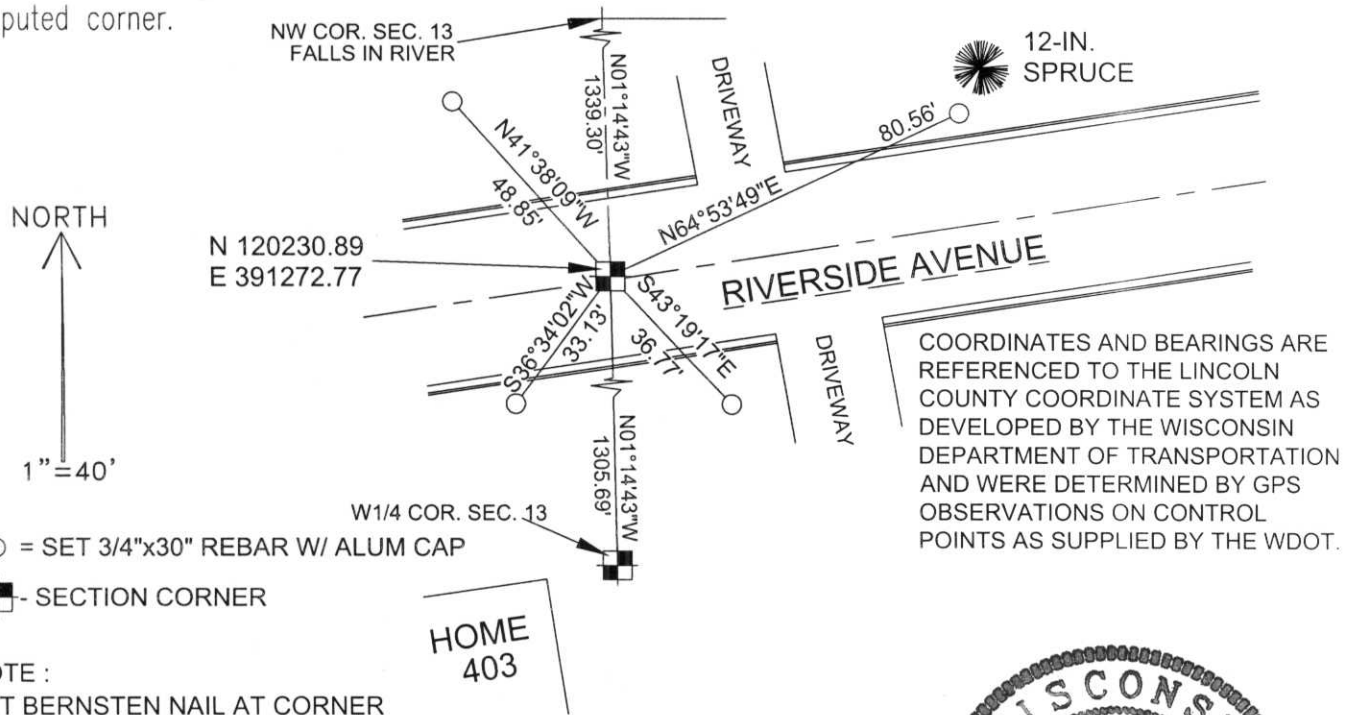 puted corner.
NW COR. SEC. 13
FALLS IN RIVER
12-IN.
SPRUCE
DRIVEWAY
N01°14'43"W
1339.30'
80.56'
N41°38'09"W
48.85'
N64°53'49"E
NORTH
N 120230.89
E 391272.77
RIVERSIDE AVENUE
S36°34'02"W
33.13'
S43°19'17"E
36.77'
DRIVEWAY
COORDINATES AND BEARINGS ARE
REFERENCED TO THE LINCOLN
COUNTY COORDINATE SYSTEM AS
DEVELOPED BY THE WISCONSIN
DEPARTMENT OF TRANSPORTATION
AND WERE DETERMINED BY GPS
OBSERVATIONS ON CONTROL
POINTS AS SUPPLIED BY THE WDOT.
N01°14'43"W
1305.69'
1"=40'
W1/4 COR. SEC. 13
= SET 3/4"x30" REBAR W/ ALUM CAP
- SECTION CORNER
HOME
403
OTE :
T BERNSTEN NAIL AT CORNER
ISCONS